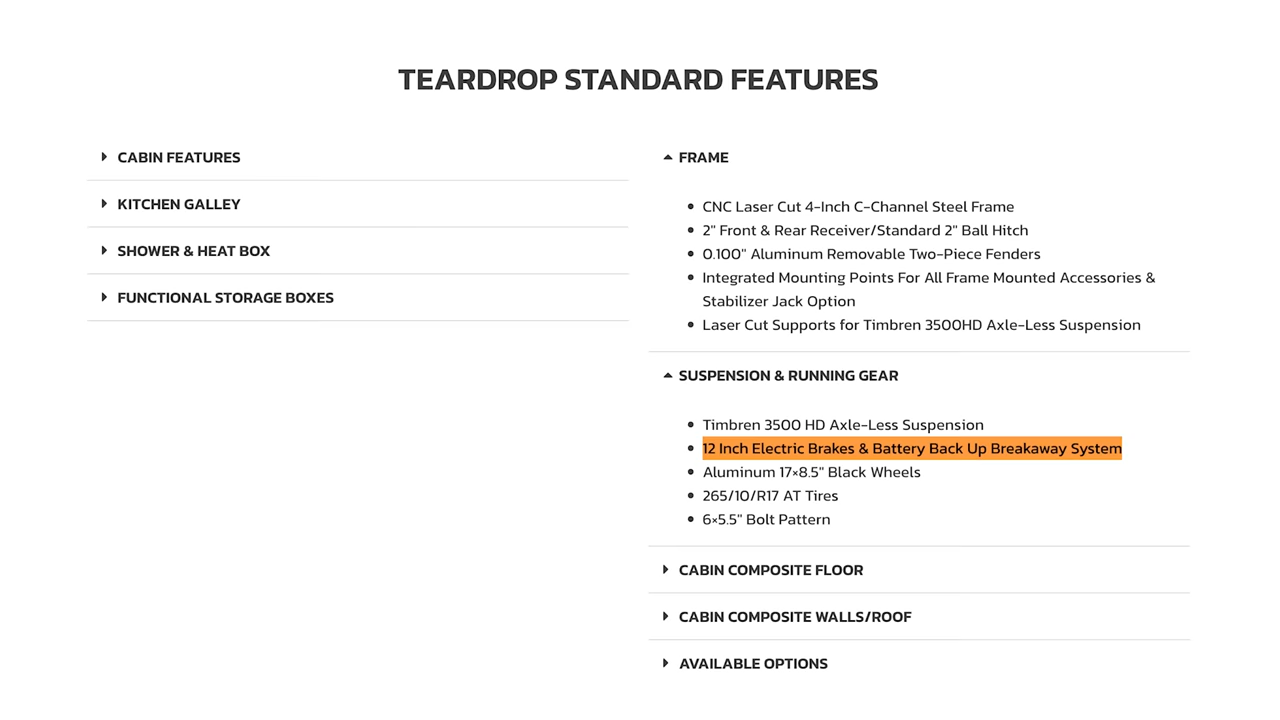 TEARDROP STANDARD FEATURES
CABIN FEATURES
KITCHEN GALLEY
SHOWER & HEAT BOX
FUNCTIONAL STORAGE BOXES
FRAME
CNC Laser Cut 4-Inch C-Channel Steel Frame
2" Front & Rear Receiver/Standard 2" Ball Hitch
0.100" Aluminum Removable Two-Piece Fenders
Integrated Mounting Points For All Frame Mounted Accessories &
Stabilizer Jack Option
Laser Cut Supports for Timbren 3500HD Axle-Less Suspension
SUSPENSION & RUNNING GEAR
Timbren 3500 HD Axle-Less Suspension
12 Inch Electric Brakes & Battery Back Up Breakaway System
Aluminum 17×8.5" Black Wheels
265/10/R17 AT Tires
6×5.5" Bolt Pattern
CABIN COMPOSITE FLOOR
CABIN COMPOSITE WALLS/ROOF
AVAILABLE OPTIONS